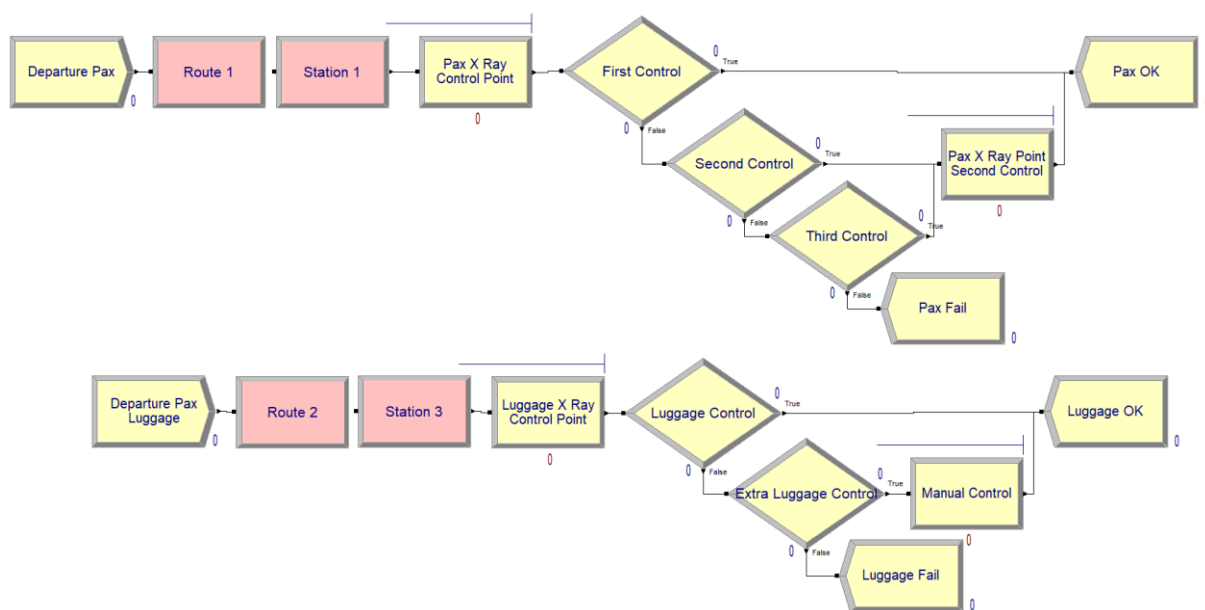 Departure Pax
0
Route 1
Station 1
Pax X Ray
Control Point
0
First Control
0
True
0
False
Pax OK
Second Control
0
True
0
False
Pax X Ray Point
Second Control
0
Third Control
0
True
0
False
Pax Fail
0
Departure Pax
Luggage
0
Route 2
Station 3
Luggage X Ray
Control Point
0
Luggage Control
0
True
0
False
Luggage OK
0
Extra Luggage Control
0
True
0
False
Manual Control
0
Luggage Fail
0